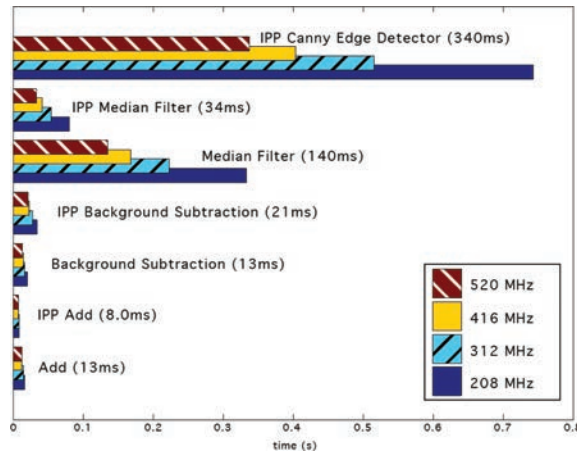 IPP Canny Edge Detector (340ms)
IPP Median Filter (34ms)
Median Filter (140ms)
IPP Background Subtraction (21ms)
Background Subtraction (13ms)
IPP Add (8.0ms)
Add (13ms)
520 MHz
416 MHz
312 MHz
208 MHz
0 0.1 0.2 0.3 0.4 0.5 0.6 0.7 0.8
time (s)